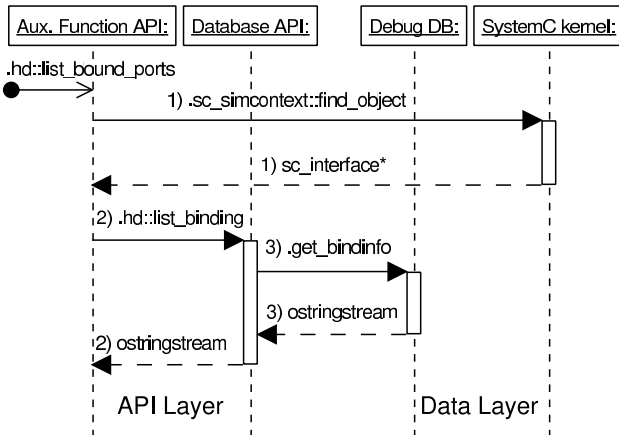 Aux. Function API: Database API: Debug DB: SystemC kernel:
.hd::list_bound_ports
1) .sc_simcontext::find_object
1) sc_interface*
2) .hd::list_binding
3) .get_bindinfo
3) ostringstream
2) ostringstream
API Layer Data Layer